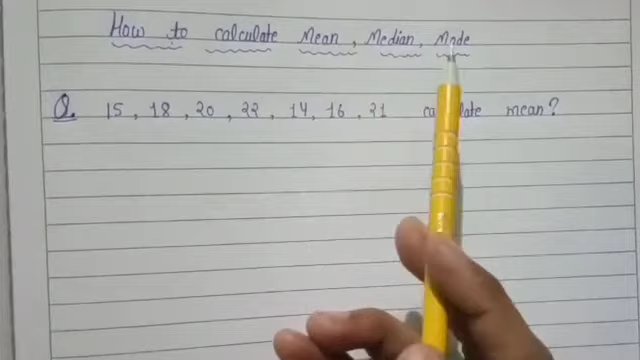 How to calculate Mean, Median, Mode
Q. 15, 18, 20, 22, 14, 16, 21 calculate mean?